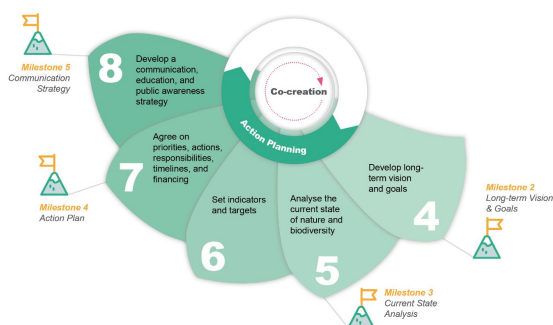 Milestone 5
Communication
Strategy
8
Develop a
communication,
education, and
public awareness
strategy
Co-creation
Action Planning
Milestone 4
Action Plan
7
Agree on
priorities, actions,
responsibilities,
timelines, and
financing
6
Set indicators
and targets
5
Analyse the
current state
of nature and
biodiversity
4
Develop long-
term vision
and goals
Milestone 2
Long-term Vision
& Goals
Milestone 3
Current State
Analysis